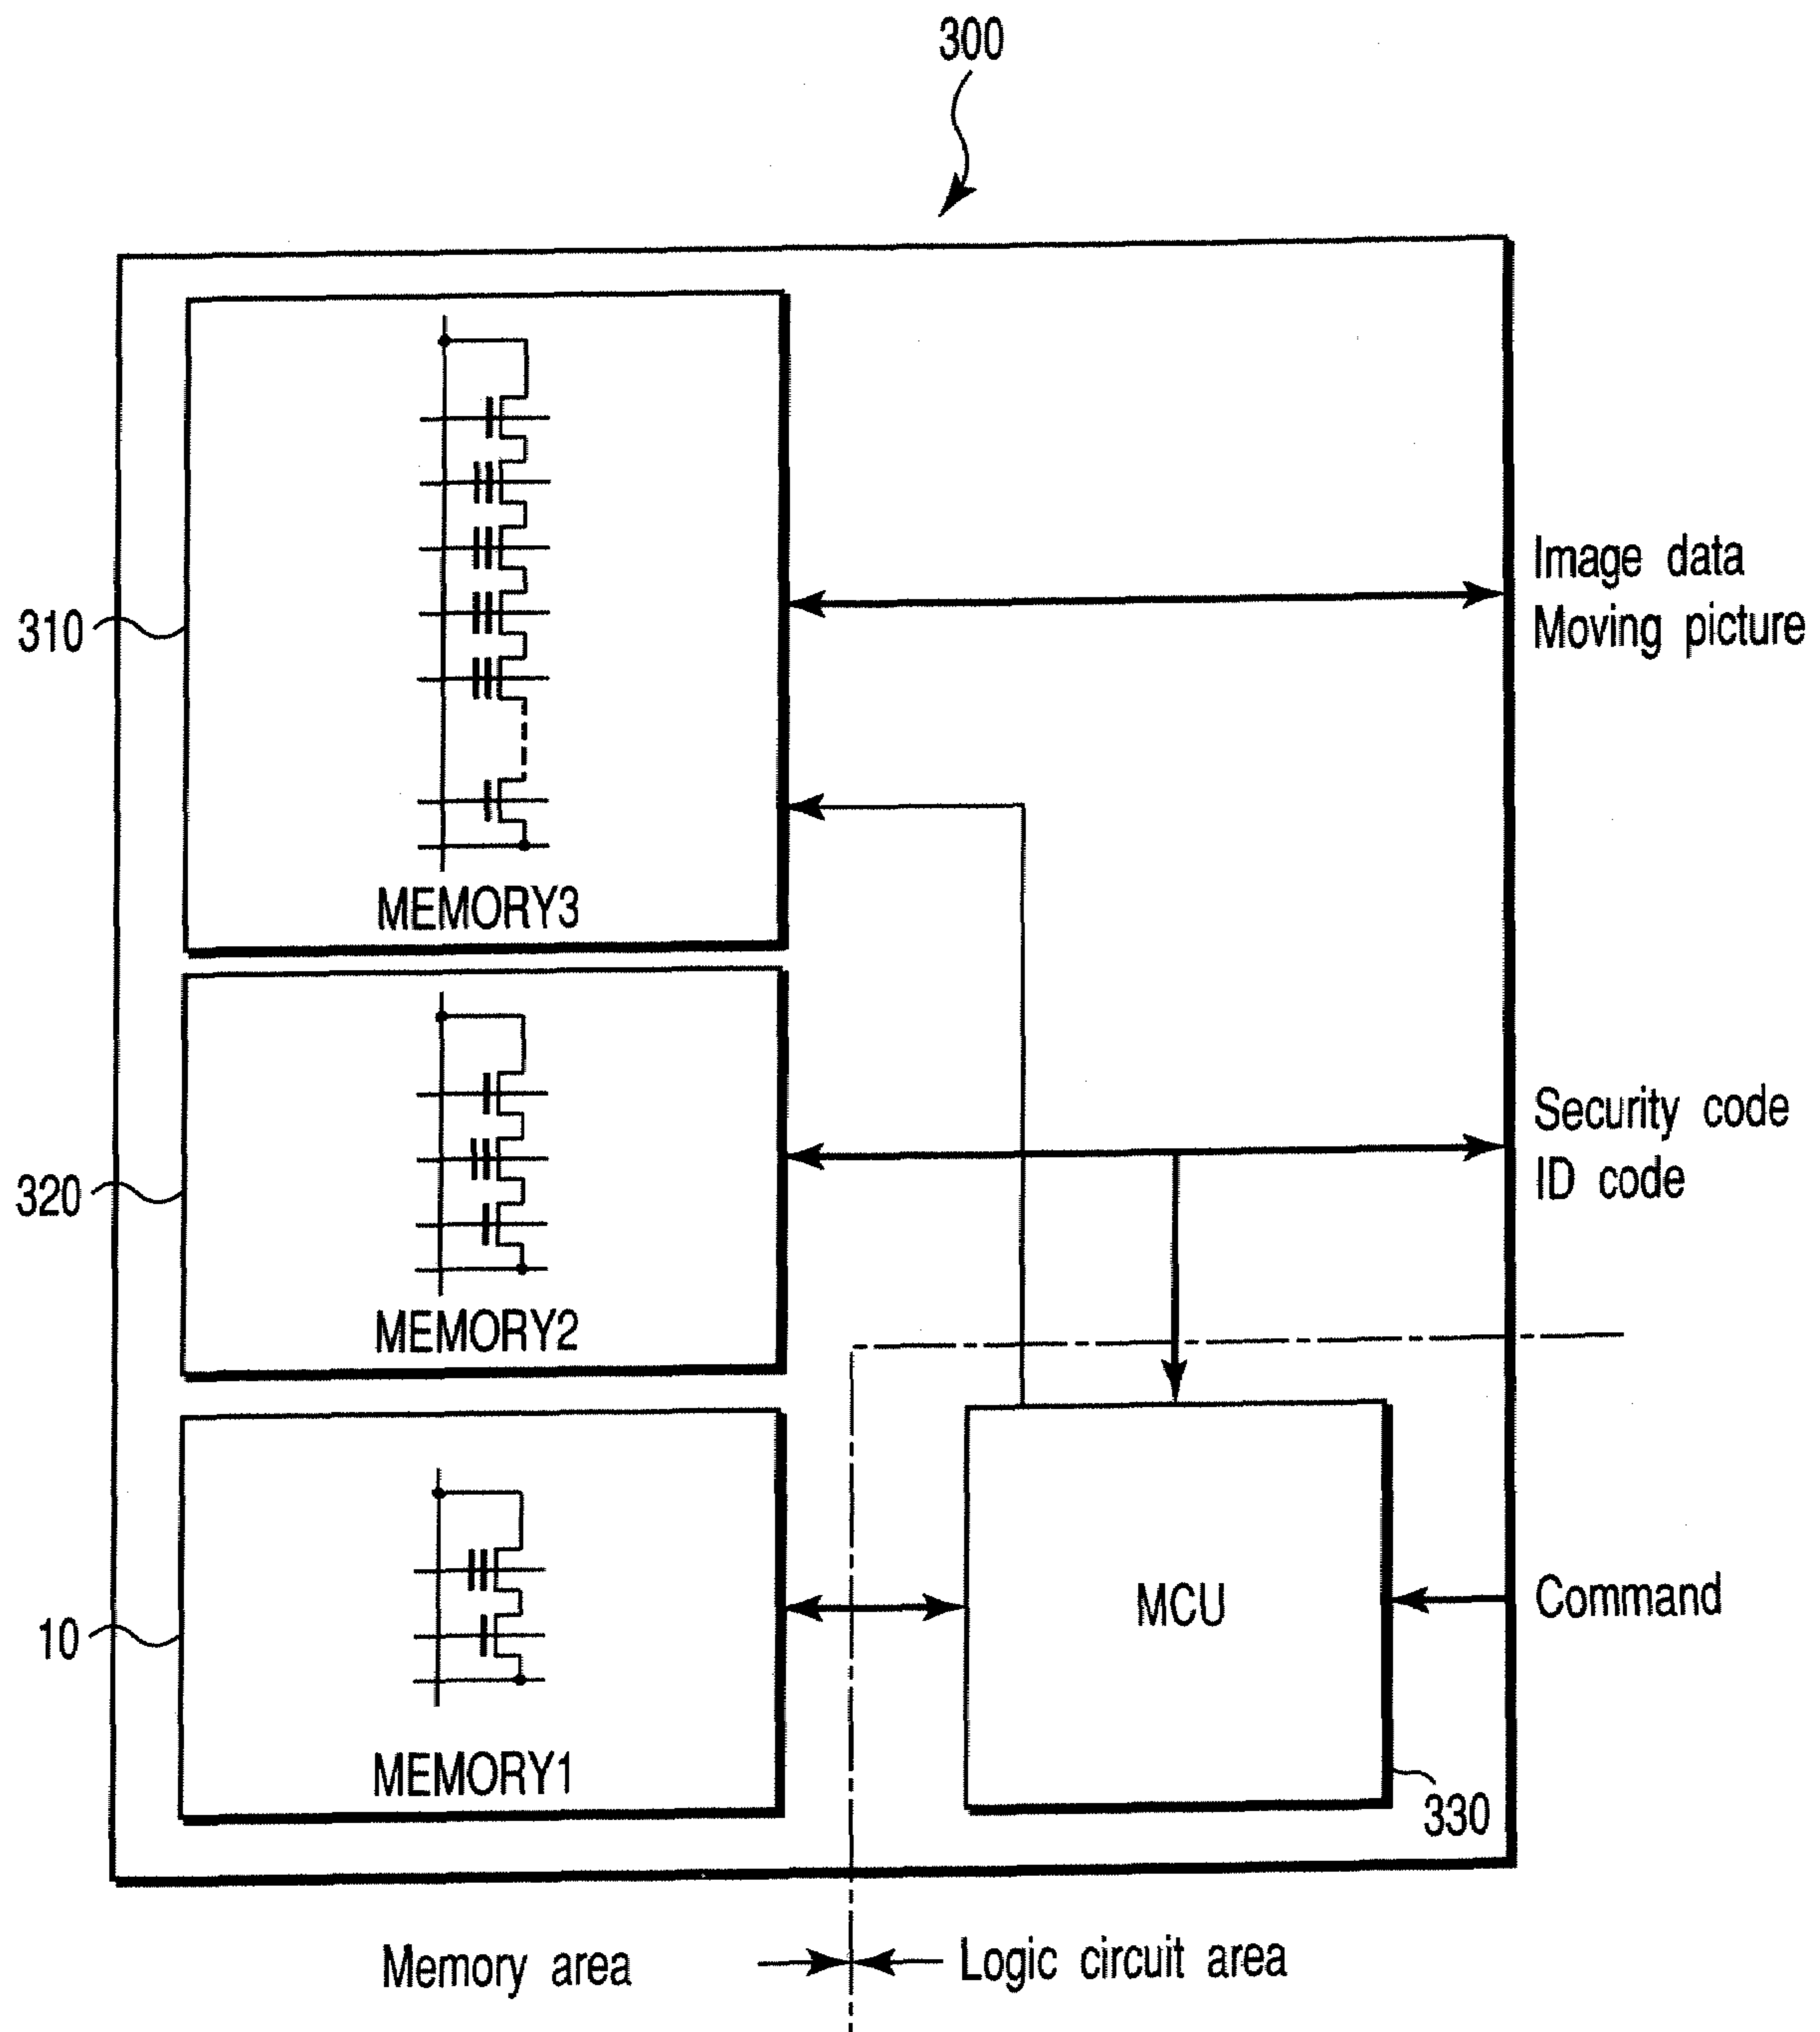 300
310
Image data
Moving picture
MEMORY3
320
Security code
ID code
MEMORY2
10
MCU
Command
MEMORY1
330
Memory area
Logic circuit area